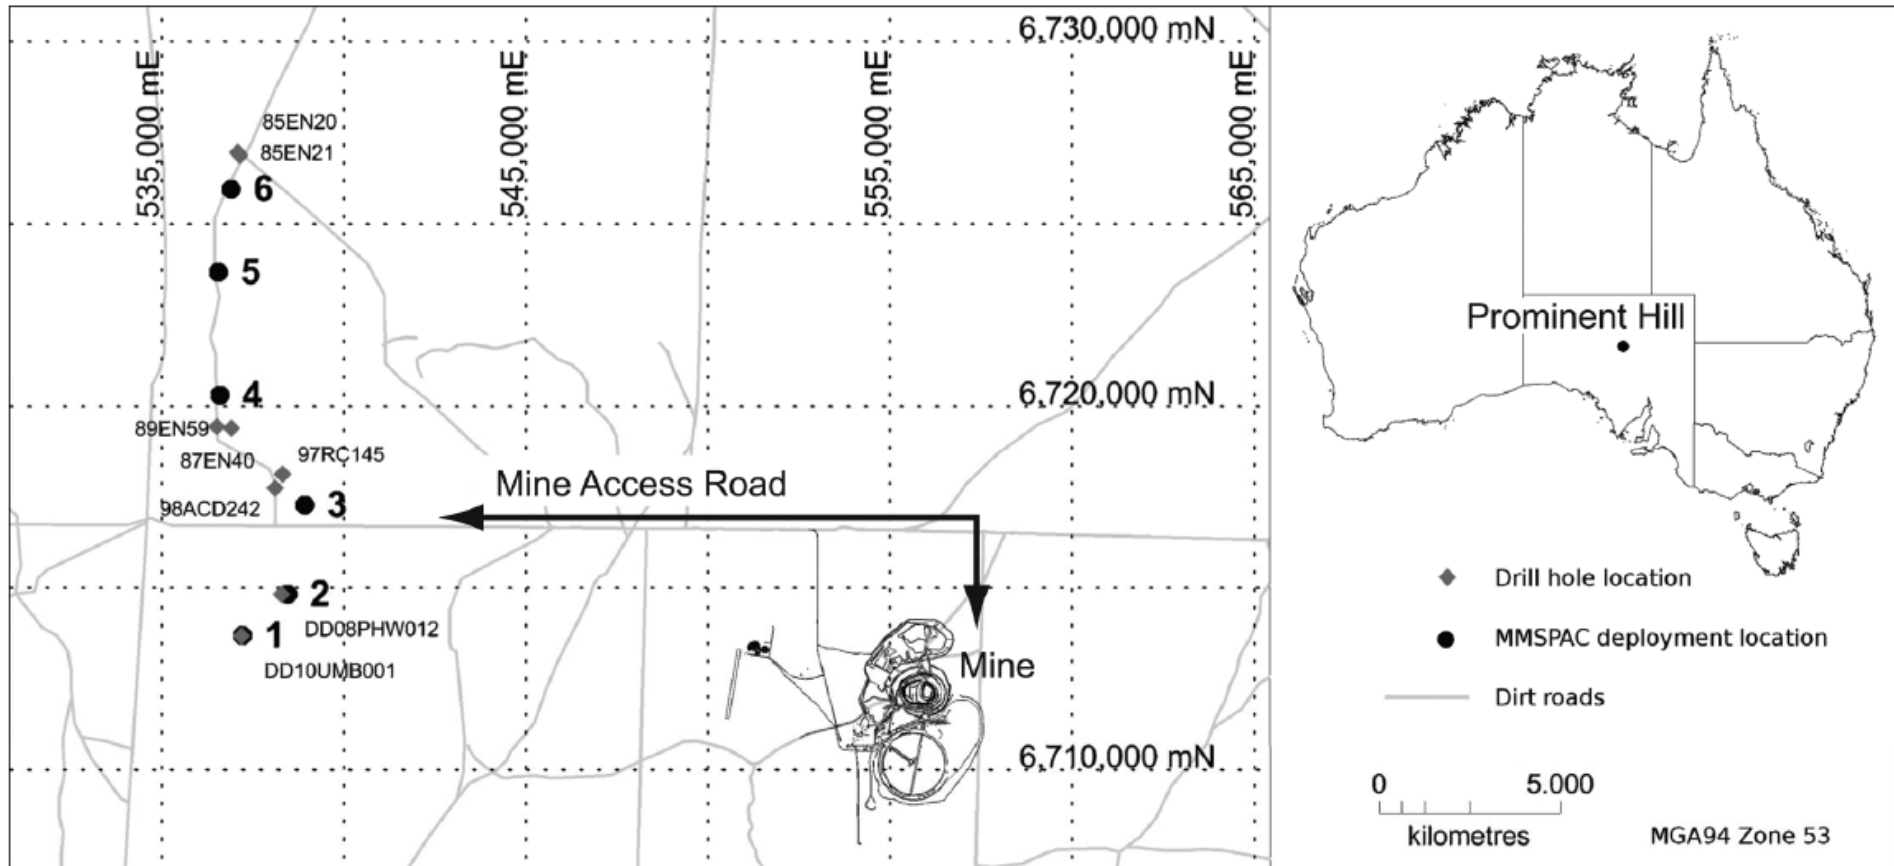 6,730,000 mN
535,000 mE
545,000 mE
555,000 mE
565,000 mE
85EN20
85EN21
6
5
4
6,720,000 mN
89EN59
87EN40
97RC145
98ACD242
3
Mine Access Road
2
DD08PHW012
1
DD10UMB001
Mine
6,710,000 mN
Prominent Hill
Drill hole location
MMSPAC deployment location
Dirt roads
0 5.000
kilometres
MGA94 Zone 53